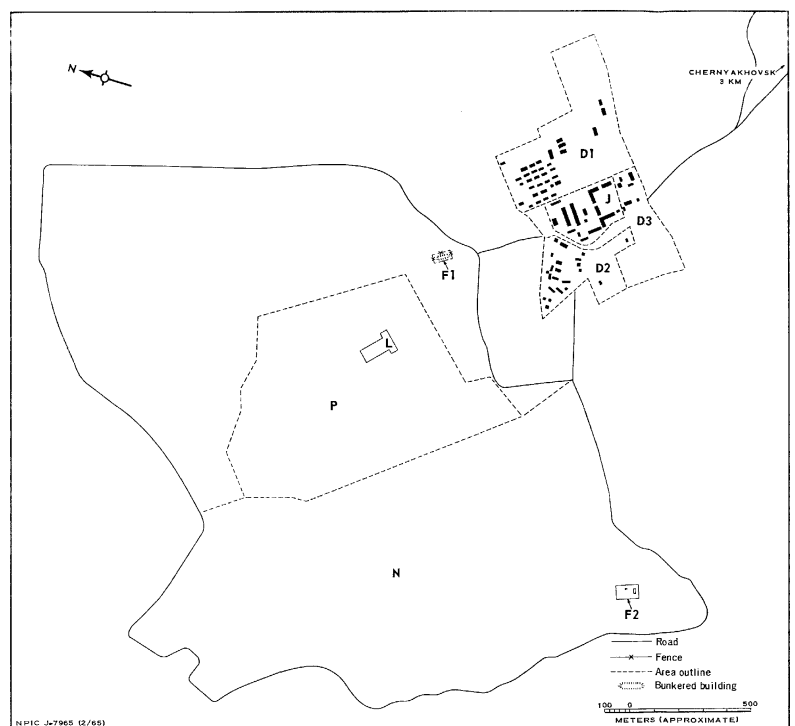 N
CHERNYAKHOVSK
3 KM
D1
J
D3
D2
F1
L
P
N
F2
Road
Fence
Area outline
Bunkered building
100 0 500
METERS (APPROXIMATE)
NPIC J-7965 (2/65)